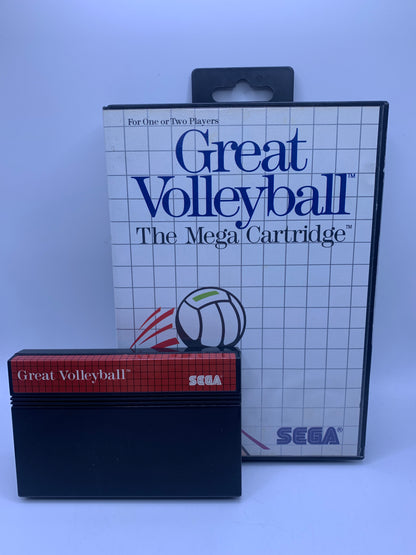 For One or Two Players
Great
Volleyball™
The Mega Cartridge™
SEGA®
Great Volleyball™
SEGA